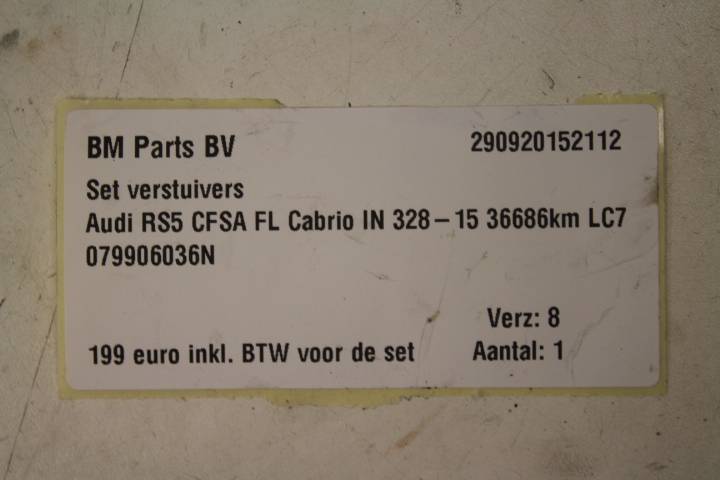 BM Parts BV 290920152112
Set verstuivers
Audi RS5 CFSA FL Cabrio IN 328-15 36686km LC7
079906036N
Verz: 8
199 euro inkl. BTW voor de set Aantal: 1